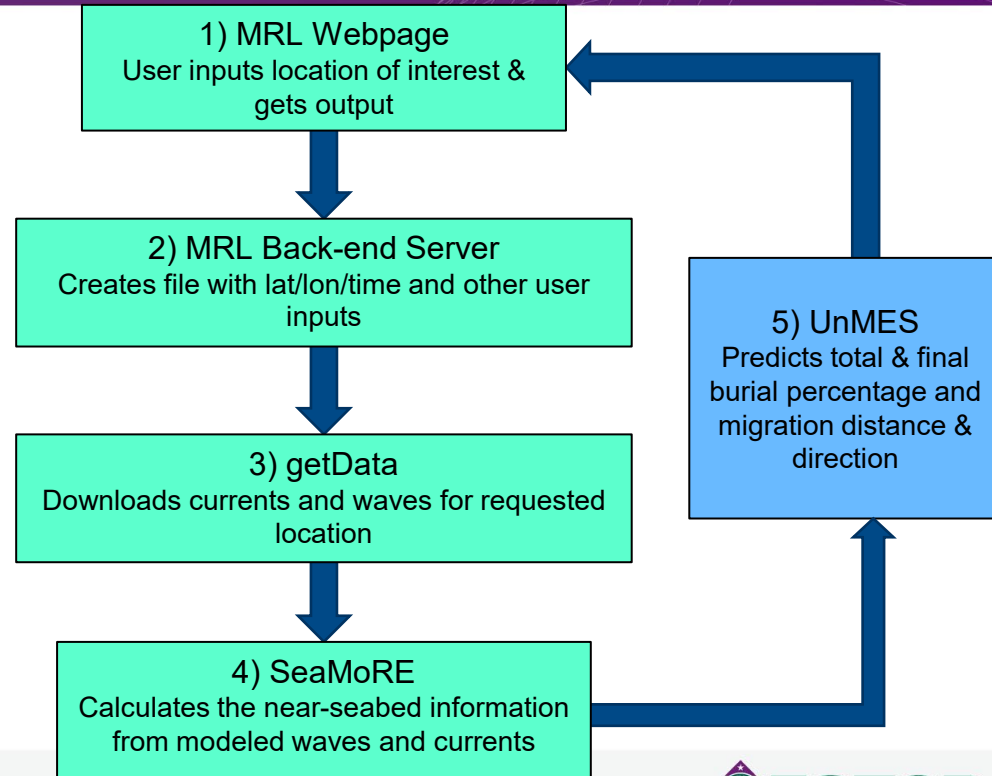 1) MRL Webpage
User inputs location of interest &
gets output
2) MRL Back-end Server
Creates file with lat/lon/time and other user
inputs
3) getData
Downloads currents and waves for requested
location
4) SeaMoRE
Calculates the near-seabed information
from modeled waves and currents
5) UnMES
Predicts total & final
burial percentage and
migration distance &
direction